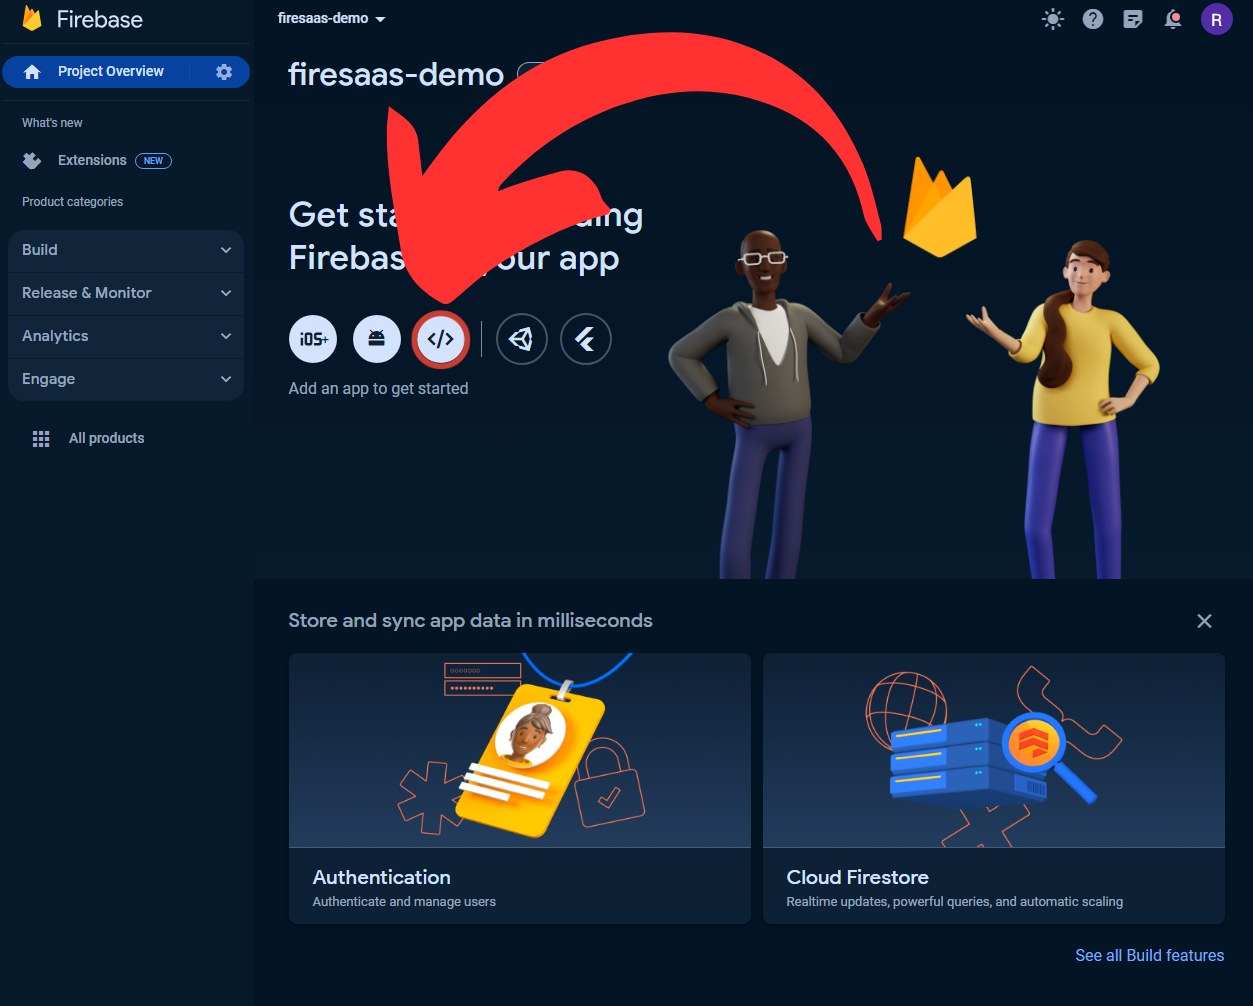 Firebase
firesaas-demo
R
Project Overview
firesaas-demo
What's new
Extensions NEW
Product categories
Build
Release & Monitor
Analytics
Engage
All products
Get sta ing
Firebas your app
iOS+
</>
Add an app to get started
Store and sync app data in milliseconds
Authentication
Authenticate and manage users
Cloud Firestore
Realtime updates, powerful queries, and automatic scaling
See all Build features